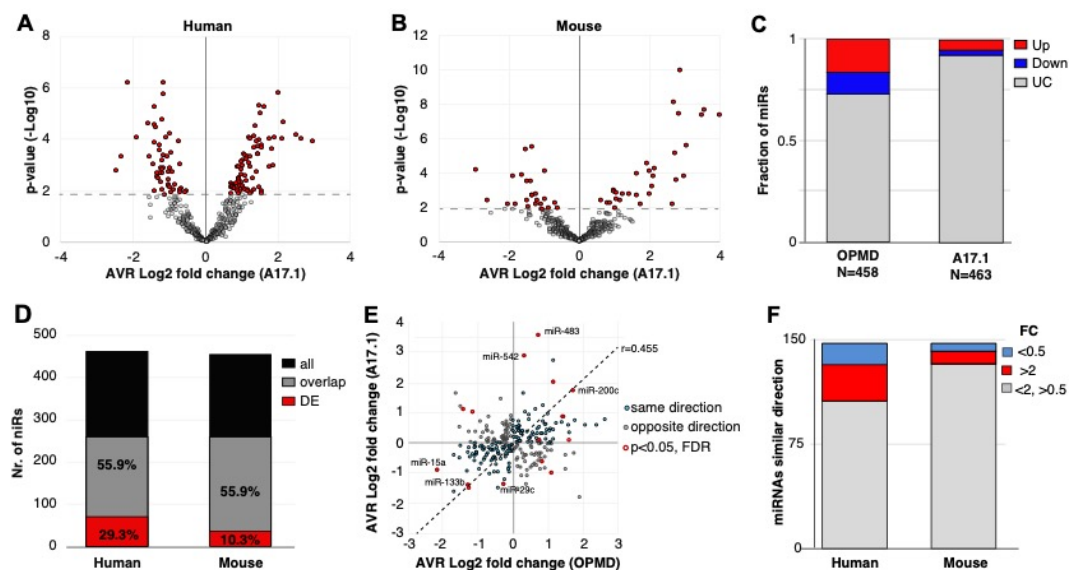 A
Human
p-value (-Log10)
8
6
4
2
0
-4
-2
0
2
4
AVR Log2 fold change (A17.1)
B
Mouse
p-value (-Log10)
12
10
8
6
4
2
0
-4
-2
0
2
4
AVR Log2 fold change (A17.1)
C
Fraction of miRs
1
0.5
0
Up
Down
UC
OPMD
N=458
A17.1
N=463
D
Nr. of niRs
500
400
300
200
100
0
55.9%
29.3%
55.9%
10.3%
all
overlap
DE
Human
Mouse
E
AVR Log2 fold change (A17.1)
4
3
2
1
0
-1
-2
-3
miR-483
miR-542
r=0.455
miR-200c
same direction
opposite direction
p<0.05, FDR
miR-15a
miR-133b
miR-29c
-3
-2
-1
0
1
2
3
AVR Log2 fold change (OPMD)
F
miRNAs similar direction
150
75
0
FC
<0.5
>2
<2, >0.5
Human
Mouse